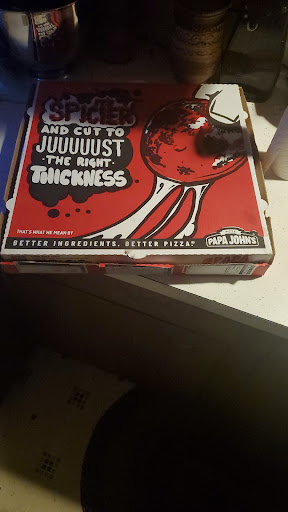 SPICIER
AND CUT TO
JUUUUUST
·THE RIGHT·
THICKNESS
THAT'S WHAT WE MEAN BY
BETTER INGREDIENTS. BETTER PIZZA.®
PAPA JOHN'S